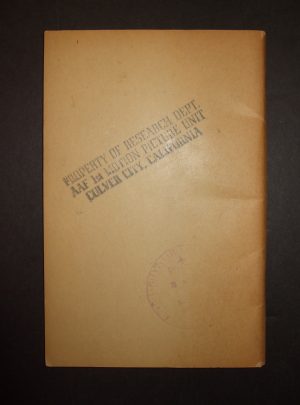 PROPERTY OF RESEARCH DEPT.
AAF 1st MOTION PICTURE UNIT
CULVER CITY, CALIFORNIA